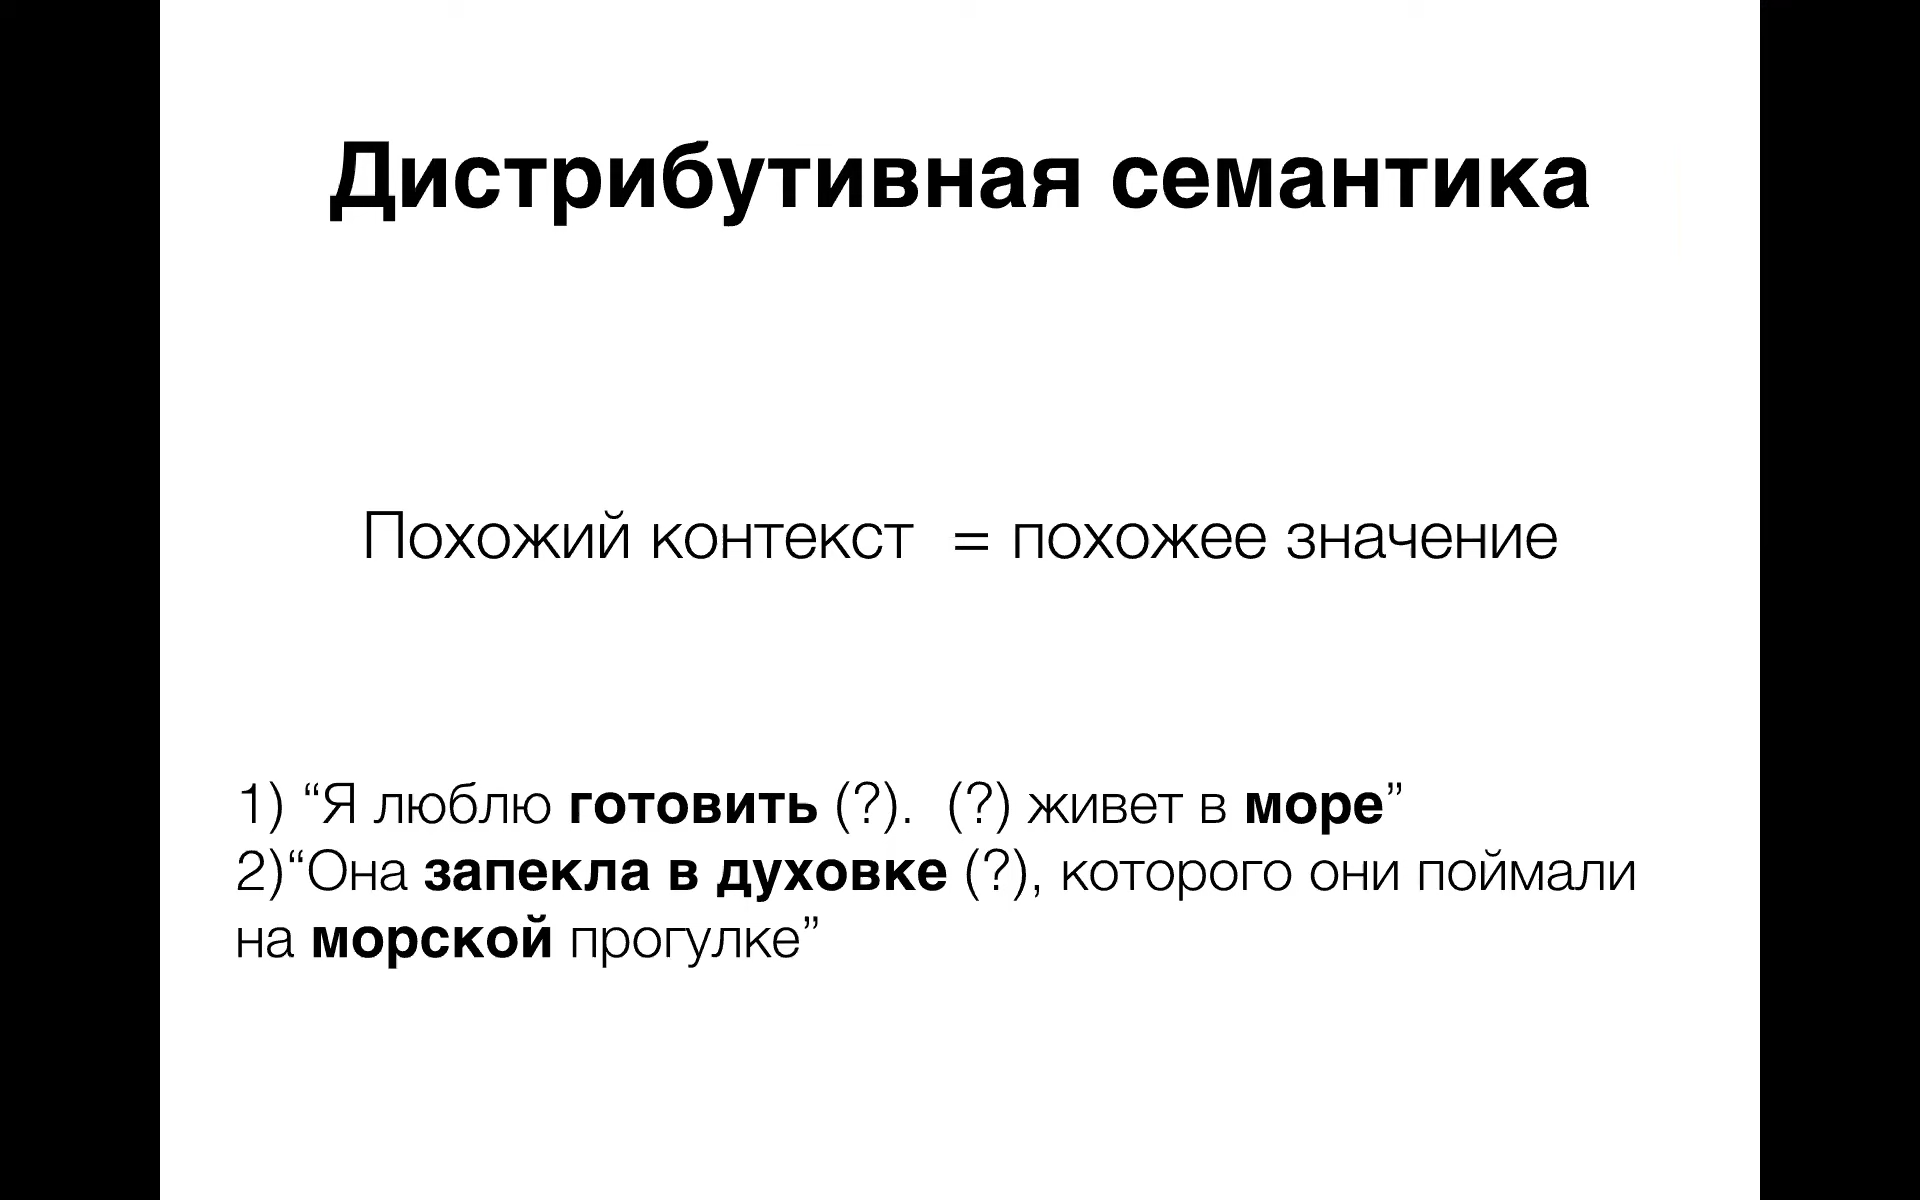 Дистрибутивная семантика
Похожий контекст = похожее значение
1) “Я люблю готовить (?). (?) живет в море”
2)“Она запекла в духовке (?), которого они поймали
на морской прогулке”